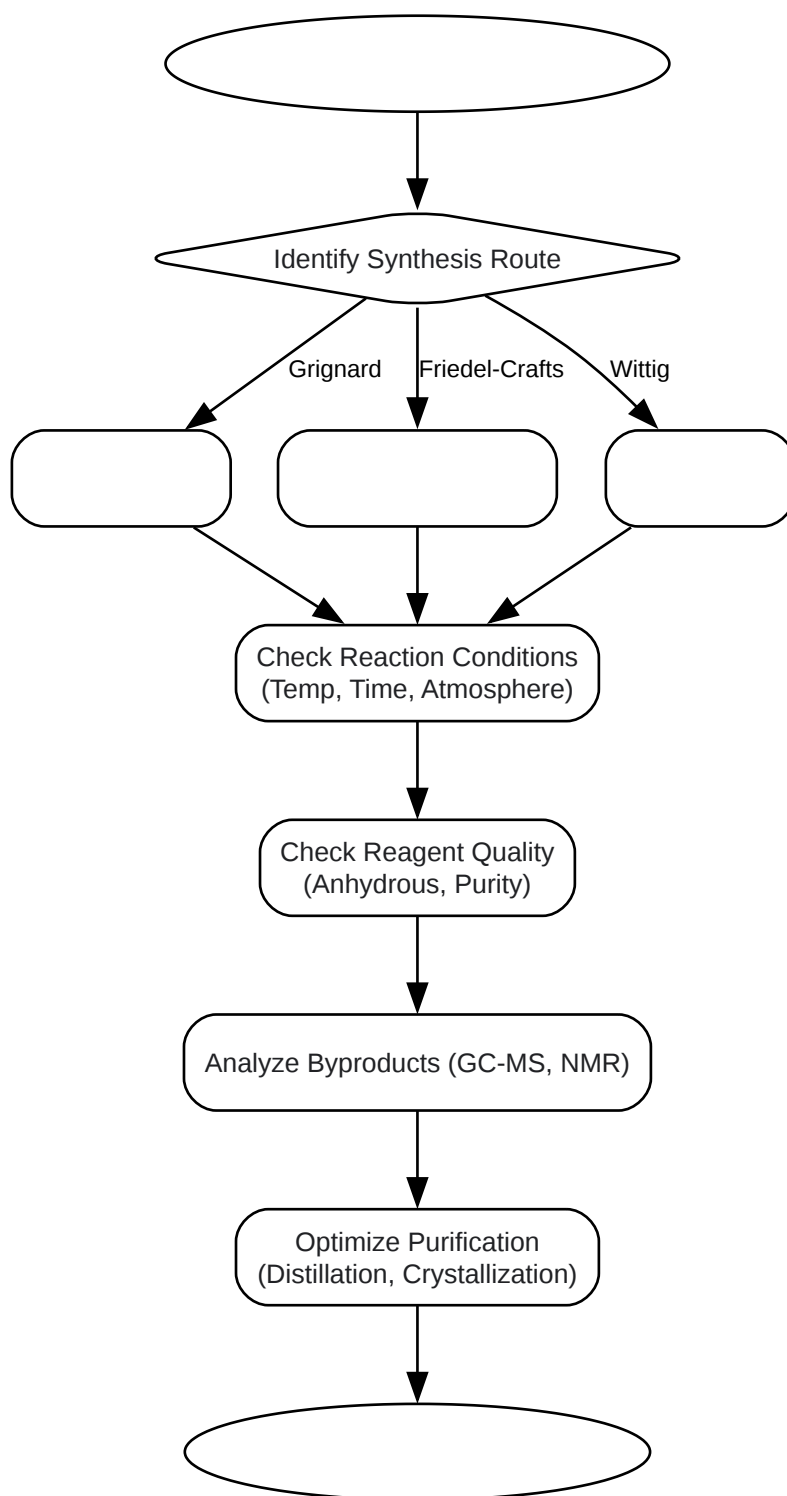 Identify Synthesis Route
Grignard
Friedel-Crafts
Wittig
Check Reaction Conditions
(Temp, Time, Atmosphere)
Check Reagent Quality
(Anhydrous, Purity)
Analyze Byproducts (GC-MS, NMR)
Optimize Purification
(Distillation, Crystallization)